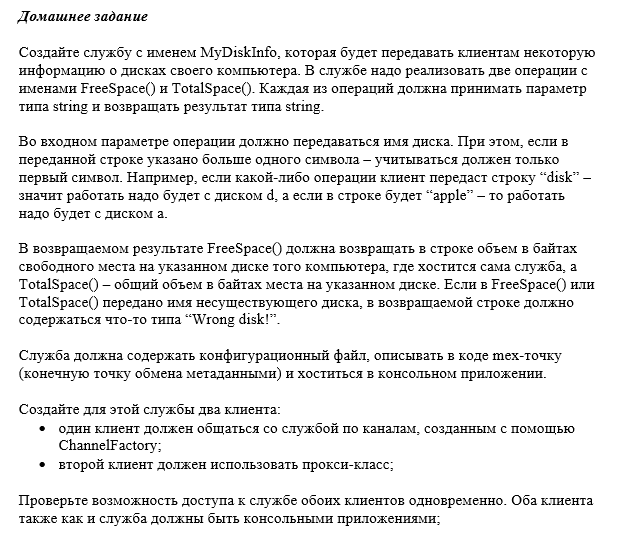 Домашнее задание
Создайте службу с именем MyDiskInfo, которая будет передавать клиентам некоторую
информацию о дисках своего компьютера. В службе надо реализовать две операции с
именами FreeSpace() и TotalSpace(). Каждая из операций должна принимать параметр
типа string и возвращать результат типа string.
Во входном параметре операции должно передаваться имя диска. При этом, если в
переданной строке указано больше одного символа – учитываться должен только
первый символ. Например, если какой-либо операции клиент передаст строку “disk” –
значит работать надо будет с диском d, а если в строке будет “apple” – то работать
надо будет с диском a.
В возвращаемом результате FreeSpace() должна возвращать в строке объем в байтах
свободного места на указанном диске того компьютера, где хостится сама служба, а
TotalSpace() – общий объем в байтах места на указанном диске. Если в FreeSpace() или
TotalSpace() передано имя несуществующего диска, в возвращаемой строке должно
содержаться что-то типа “Wrong disk!”.
Служба должна содержать конфигурационный файл, описывать в коде mex-точку
(конечную точку обмена метаданными) и хоститься в консольном приложении.
Создайте для этой службы два клиента:
• один клиент должен общаться со службой по каналам, созданным с помощью
ChannelFactory;
• второй клиент должен использовать прокси-класс;
Проверьте возможность доступа к службе обоих клиентов одновременно. Оба клиента
также как и служба должны быть консольными приложениями;